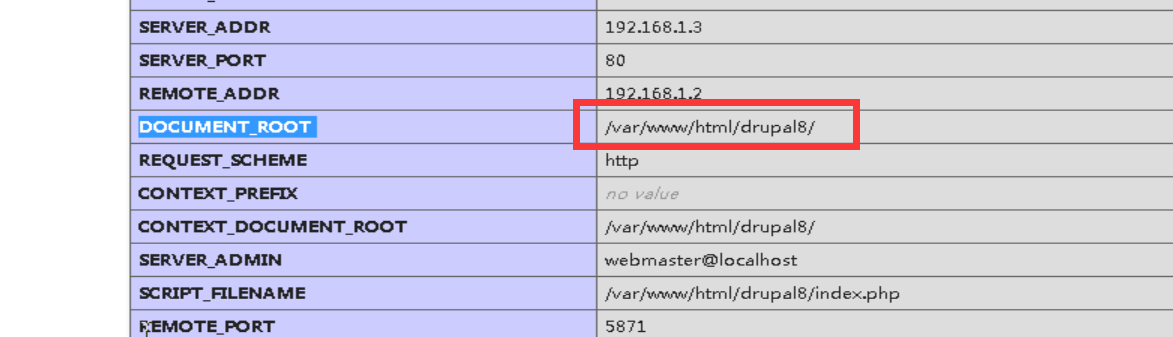 SERVER_ADDR 192.168.1.3
SERVER_PORT 80
REMOTE_ADDR 192.168.1.2
DOCUMENT_ROOT /var/www/html/drupal8/
REQUEST_SCHEME http
CONTEXT_PREFIX no value
CONTEXT_DOCUMENT_ROOT /var/www/html/drupal8/
SERVER_ADMIN webmaster@localhost
SCRIPT_FILENAME /var/www/html/drupal8/index.php
REMOTE_PORT 5871